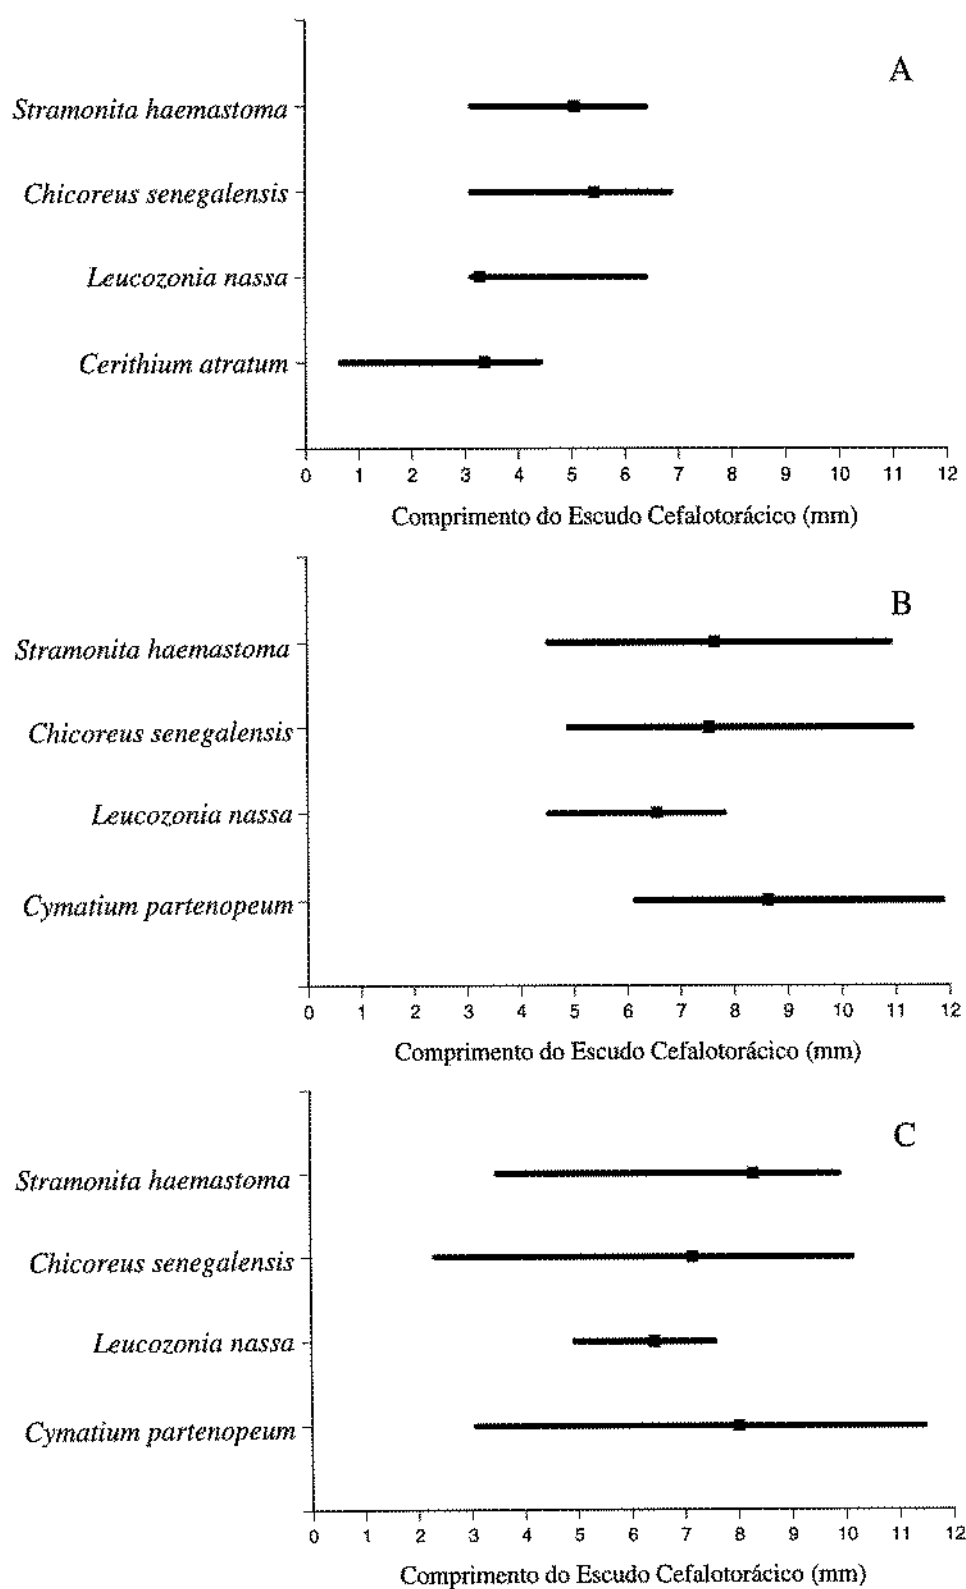 A
Stramonita haemastoma
Chicoreus senegalensis
Leucozonia nassa
Cerithium atratum
0 1 2 3 4 5 6 7 8 9 10 11 12
Comprimento do Escudo Cefalotorácico (mm)
B
Stramonita haemastoma
Chicoreus senegalensis
Leucozonia nassa
Cymatium partenopeum
0 1 2 3 4 5 6 7 8 9 10 11 12
Comprimento do Escudo Cefalotorácico (mm)
C
Stramonita haemastoma
Chicoreus senegalensis
Leucozonia nassa
Cymatium partenopeum
0 1 2 3 4 5 6 7 8 9 10 11 12
Comprimento do Escudo Cefalotorácico (mm)